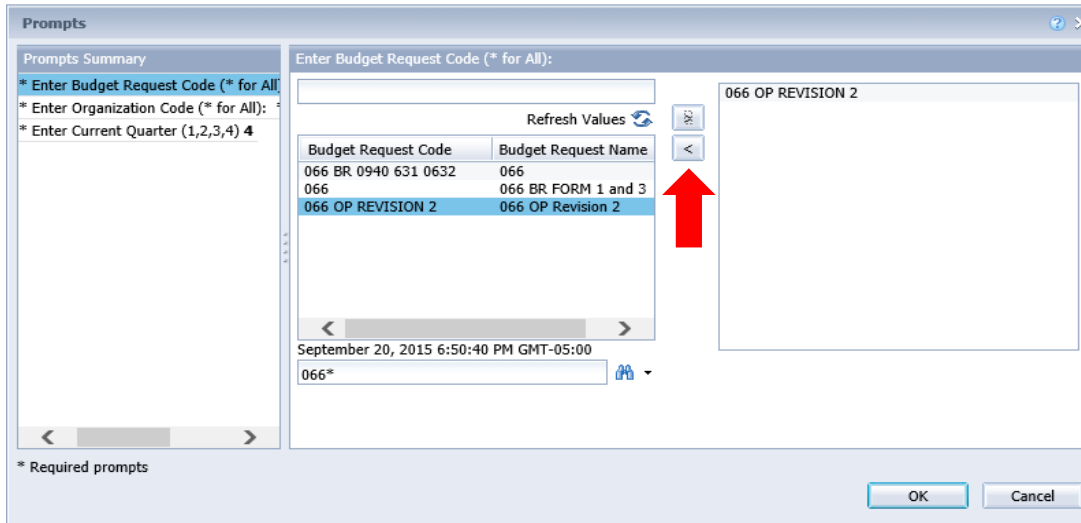 Prompts
Prompts Summary
* Enter Budget Request Code (* for All)
* Enter Organization Code (* for All): *
* Enter Current Quarter (1,2,3,4) 4
Enter Budget Request Code (* for All):
Refresh Values
Budget Request Code Budget Request Name
066 BR 0940 631 0632 066
066 066 BR FORM 1 and 3
066 OP REVISION 2 066 OP Revision 2
September 20, 2015 6:50:40 PM GMT-05:00
066*
<
066 OP REVISION 2
* Required prompts
OK Cancel